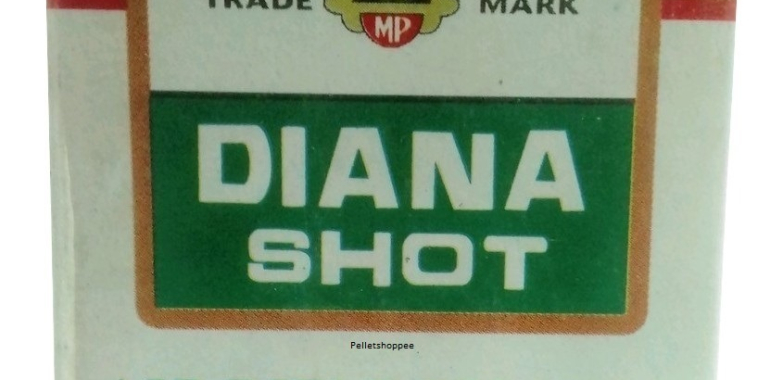 TRADE MARK
MP
DIANA
SHOT
Pelletshoppee